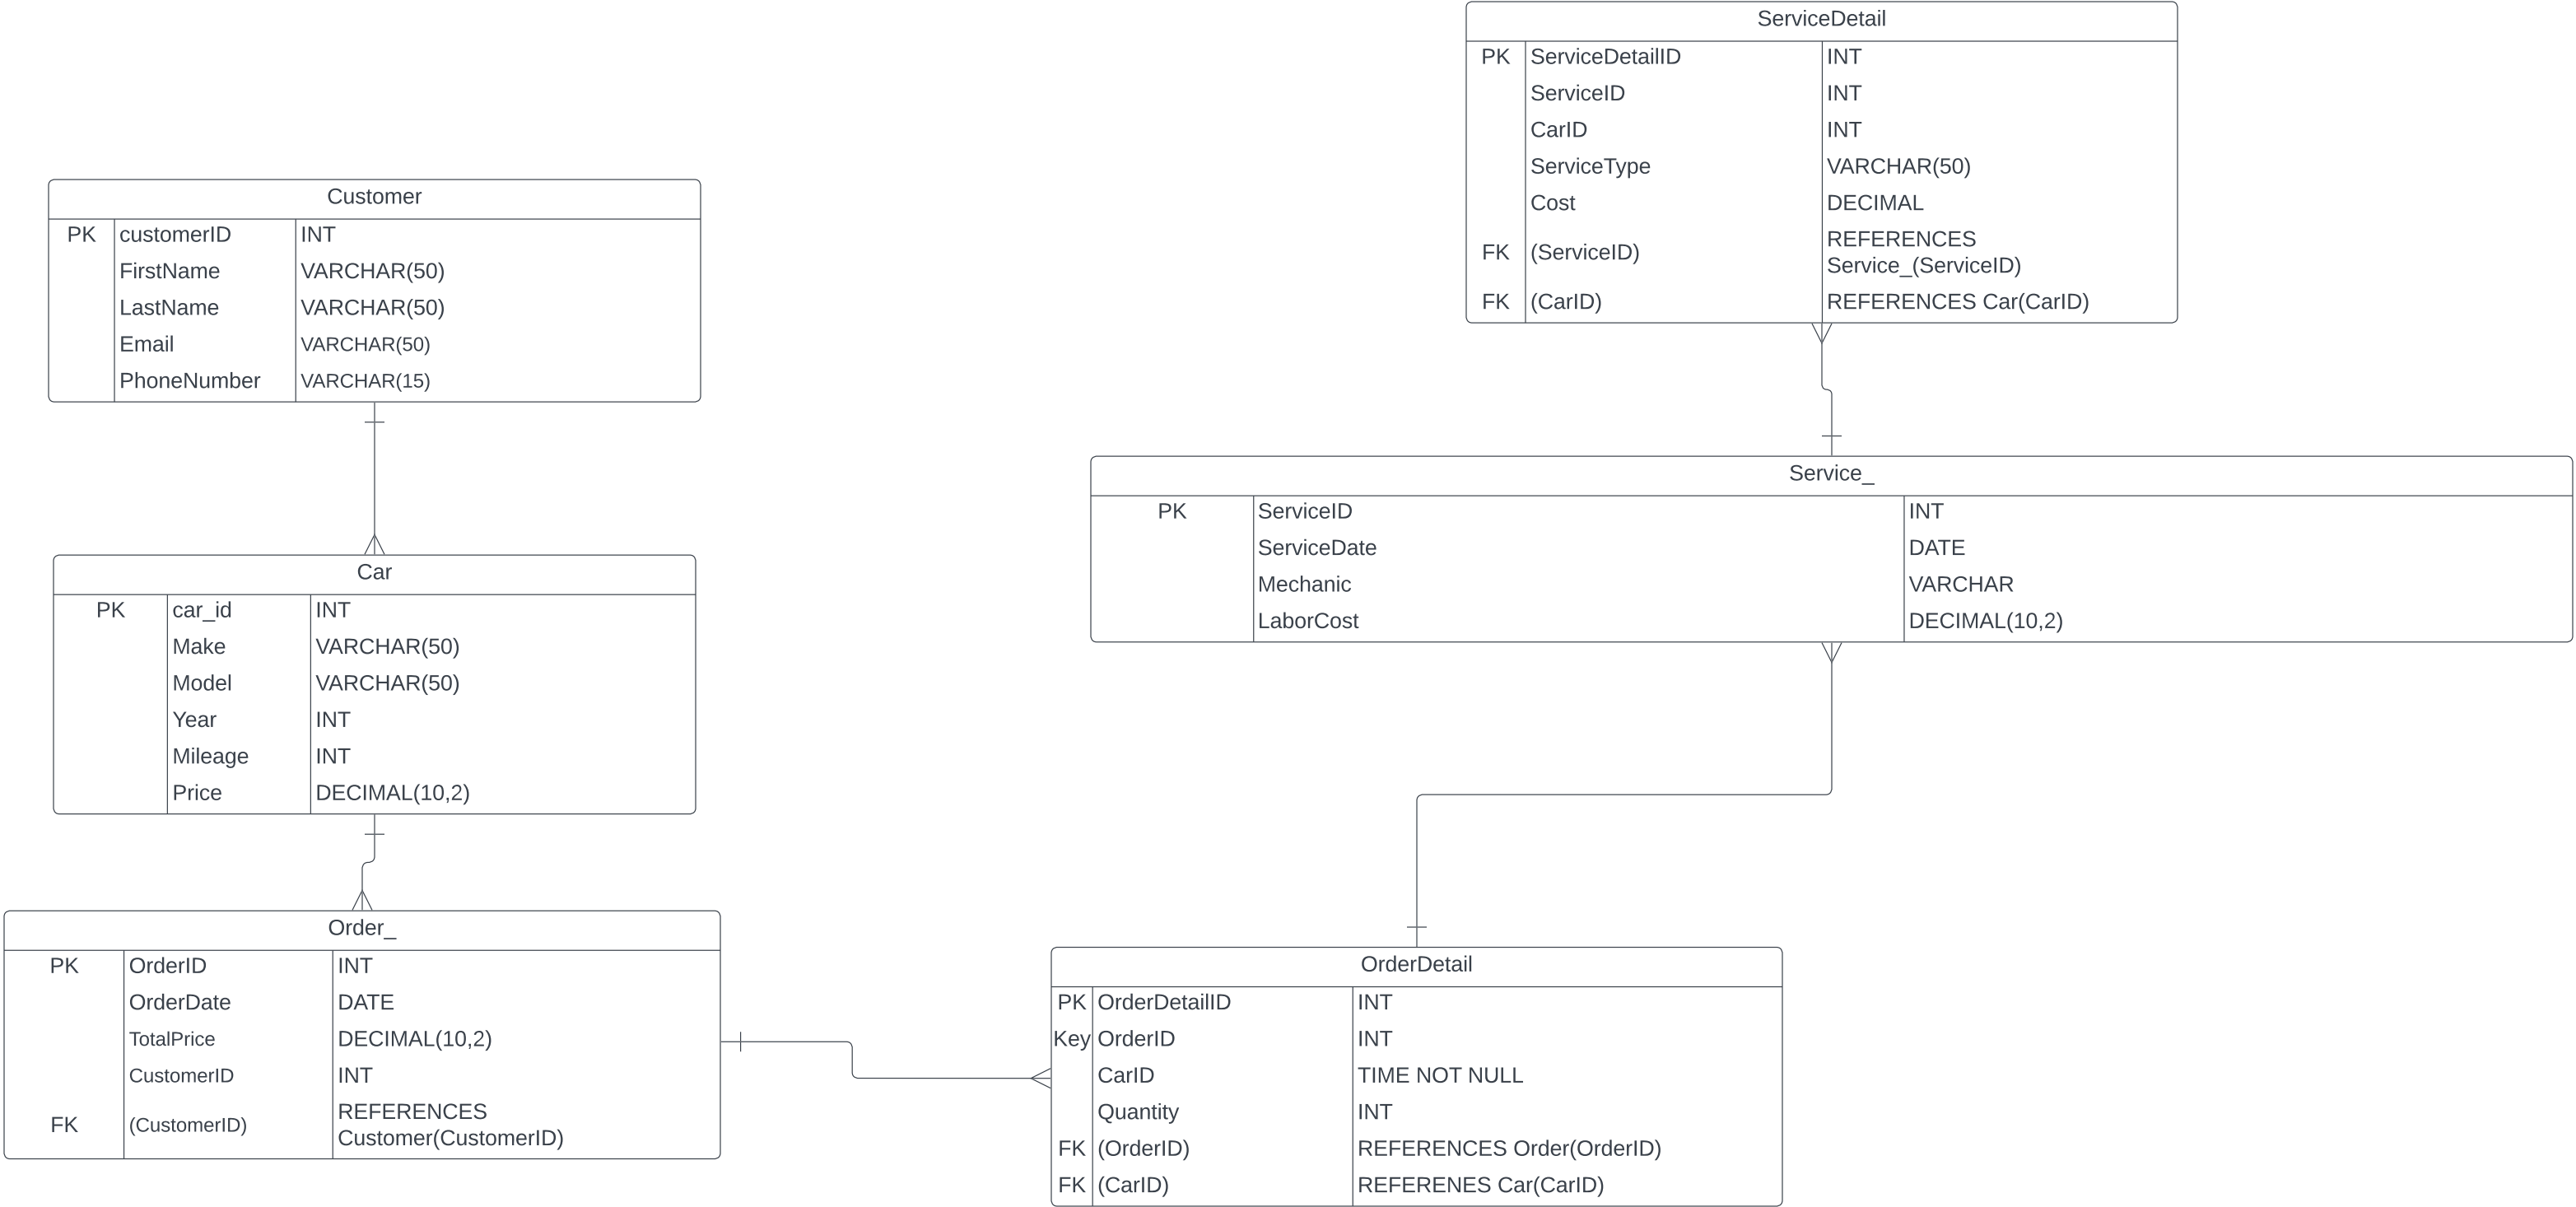 ServiceDetail
PK ServiceDetailID INT
ServiceID INT
CarID INT
ServiceType VARCHAR(50)
Cost DECIMAL
FK (ServiceID) REFERENCES
Service_(ServiceID)
FK (CarID) REFERENCES Car(CarID)
Customer
PK customerID INT
FirstName VARCHAR(50)
LastName VARCHAR(50)
Email VARCHAR(50)
PhoneNumber VARCHAR(15)
Service_
PK ServiceID INT
ServiceDate DATE
Mechanic VARCHAR
LaborCost DECIMAL(10,2)
Car
PK car_id INT
Make VARCHAR(50)
Model VARCHAR(50)
Year INT
Mileage INT
Price DECIMAL(10,2)
Order_
PK OrderID INT
OrderDate DATE
TotalPrice DECIMAL(10,2)
CustomerID INT
FK (CustomerID) REFERENCES
Customer(CustomerID)
OrderDetail
PK OrderDetailID INT
Key OrderID INT
CarID TIME NOT NULL
Quantity INT
FK (OrderID) REFERENCES Order(OrderID)
FK (CarID) REFERENES Car(CarID)